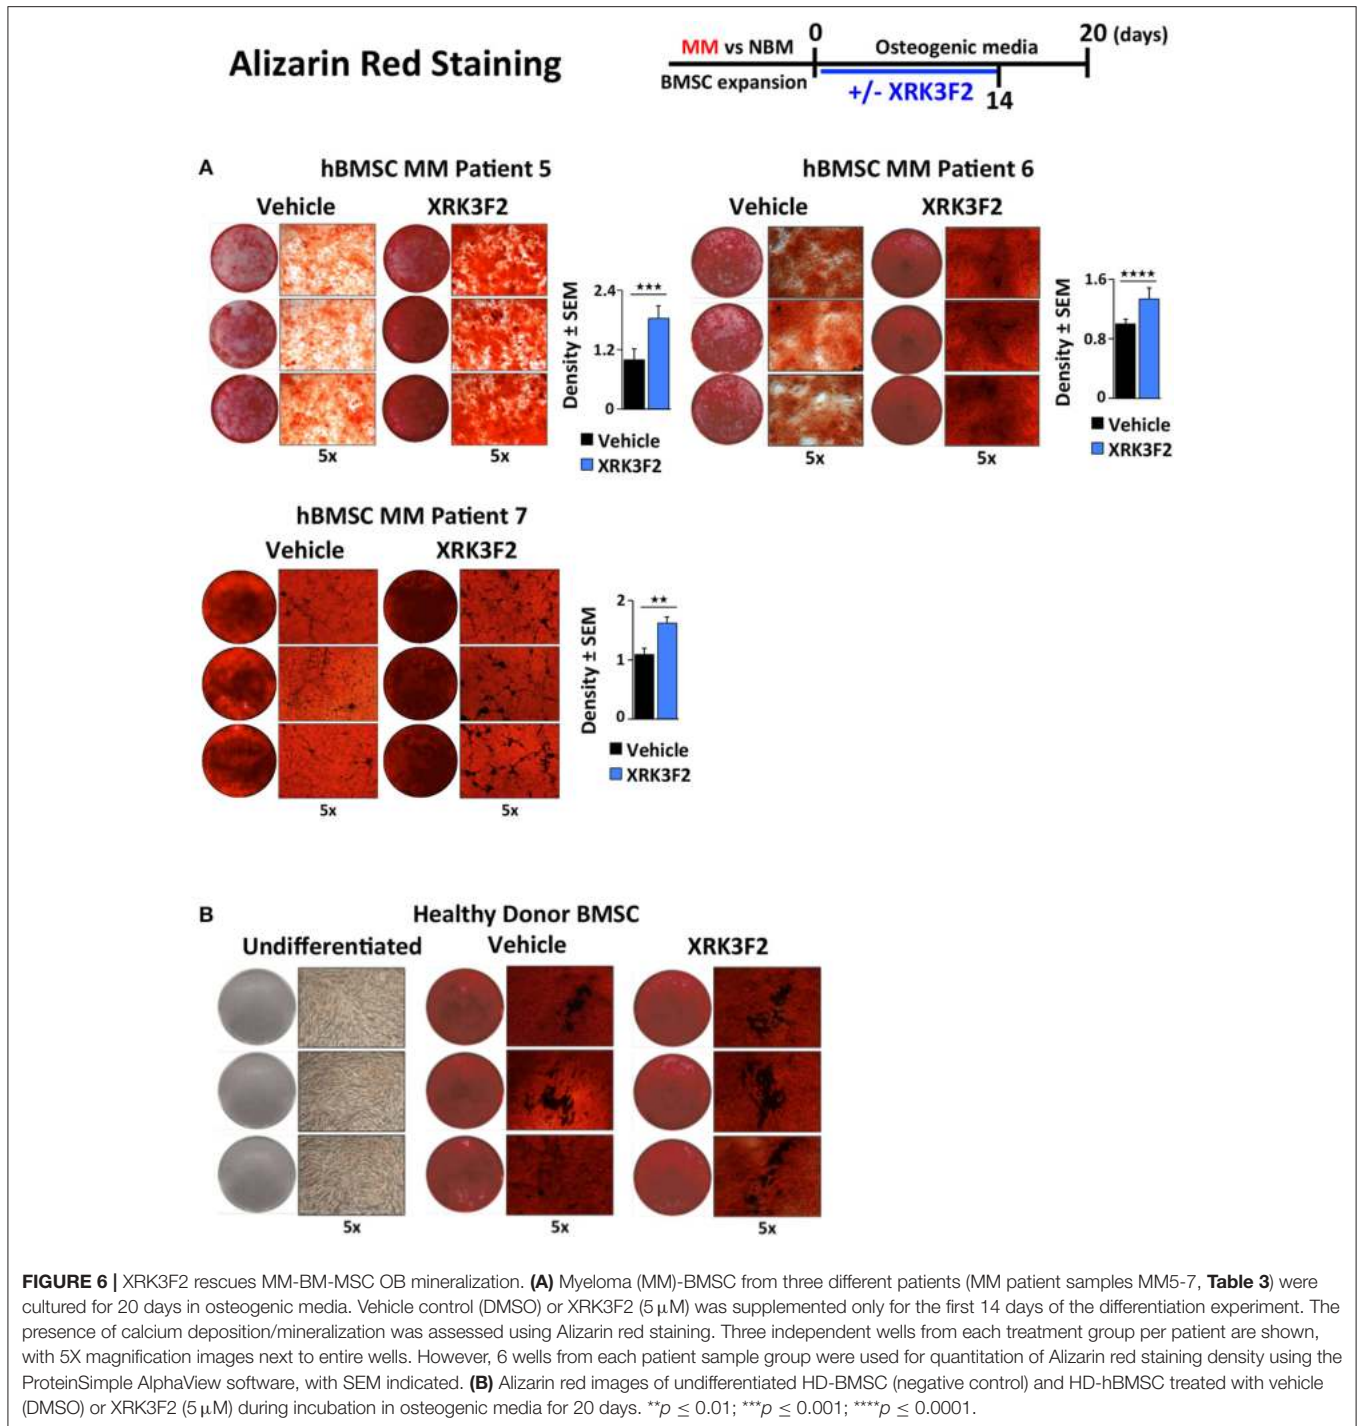 Alizarin Red Staining
0
20 (days)
MM vs NBM
Osteogenic media
BMSC expansion
+/- XRK3F2
14
A
hBMSC MM Patient 5
Vehicle
XRK3F2
5x
5x
Density ± SEM
2.4
1.2
0
★★★
Vehicle
XRK3F2
hBMSC MM Patient 6
Vehicle
XRK3F2
5x
5x
Density ± SEM
1.6
0.8
0
★★★★
Vehicle
XRK3F2
hBMSC MM Patient 7
Vehicle
XRK3F2
5x
5x
Density ± SEM
2
1
0
★★
Vehicle
XRK3F2
B
Healthy Donor BMSC
Undifferentiated
Vehicle
XRK3F2
5x
5x
5x
FIGURE 6 | XRK3F2 rescues MM-BM-MSC OB mineralization. (A) Myeloma (MM)-BMSC from three different patients (MM patient samples MM5-7, Table 3) were
cultured for 20 days in osteogenic media. Vehicle control (DMSO) or XRK3F2 (5 μM) was supplemented only for the first 14 days of the differentiation experiment. The
presence of calcium deposition/mineralization was assessed using Alizarin red staining. Three independent wells from each treatment group per patient are shown,
with 5X magnification images next to entire wells. However, 6 wells from each patient sample group were used for quantitation of Alizarin red staining density using the
ProteinSimple AlphaView software, with SEM indicated. (B) Alizarin red images of undifferentiated HD-BMSC (negative control) and HD-hBMSC treated with vehicle
(DMSO) or XRK3F2 (5 μM) during incubation in osteogenic media for 20 days. **p ≤ 0.01; ***p ≤ 0.001; ****p ≤ 0.0001.